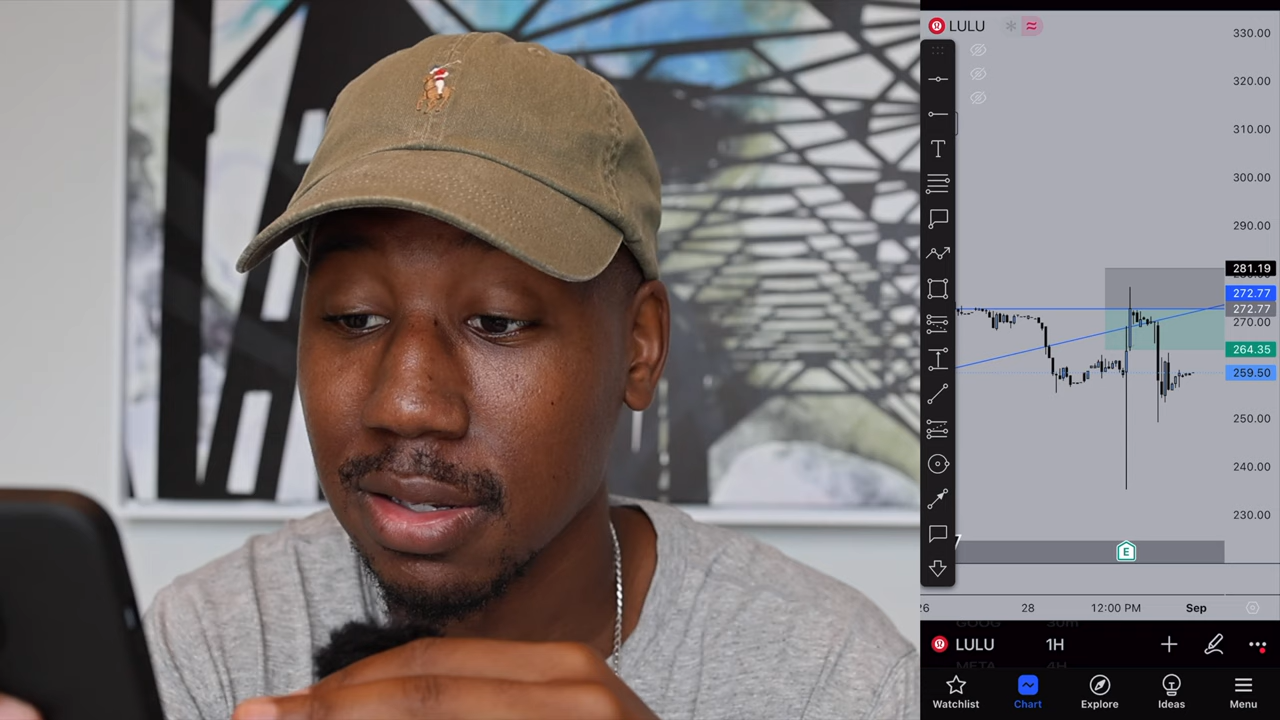 LULU
330.00
320.00
310.00
300.00
290.00
281.19
272.77
272.77
270.00
264.35
259.50
250.00
240.00
230.00
E
28
12:00 PM
Sep
LULU
1H
Watchlist
Chart
Explore
Ideas
Menu